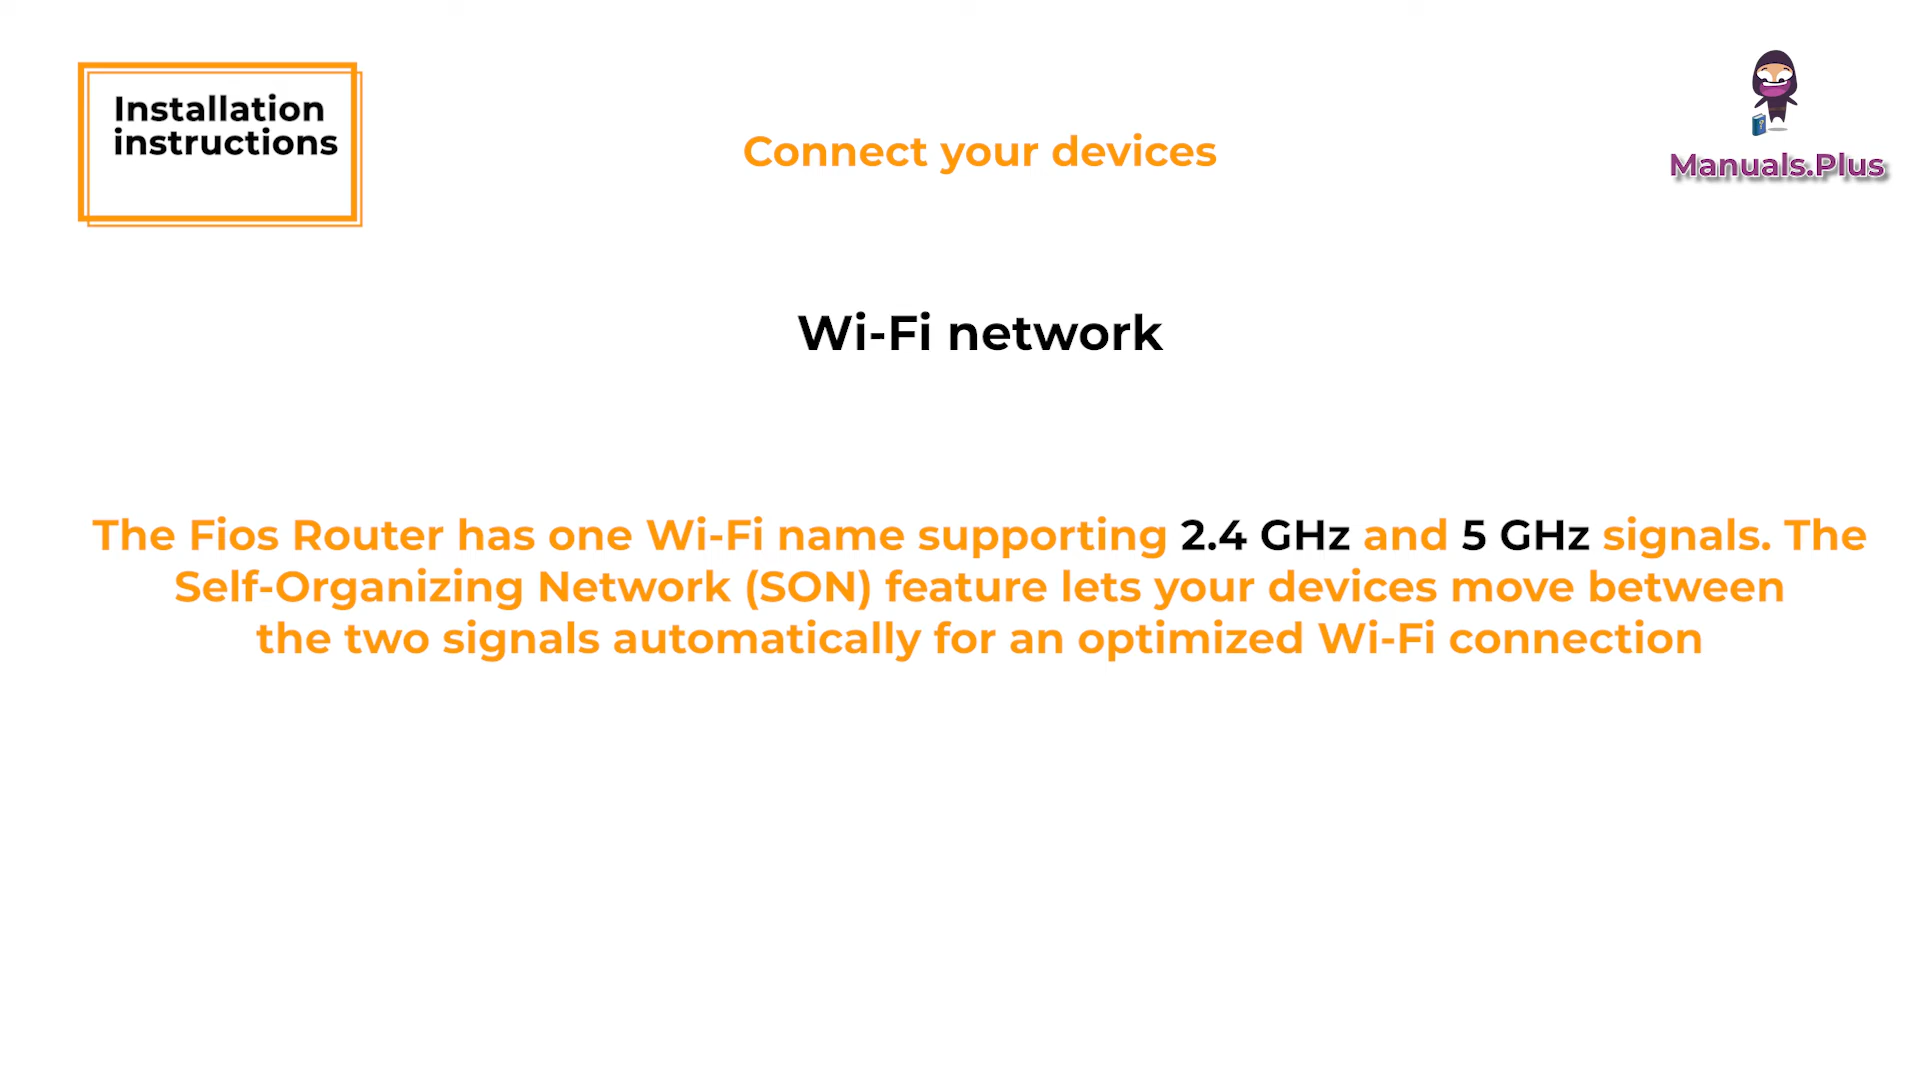 Installation
instructions
Connect your devices
Manuals.Plus
Wi-Fi network
The Fios Router has one Wi-Fi name supporting 2.4 GHz and 5 GHz signals. The
Self-Organizing Network (SON) feature lets your devices move between
the two signals automatically for an optimized Wi-Fi connection